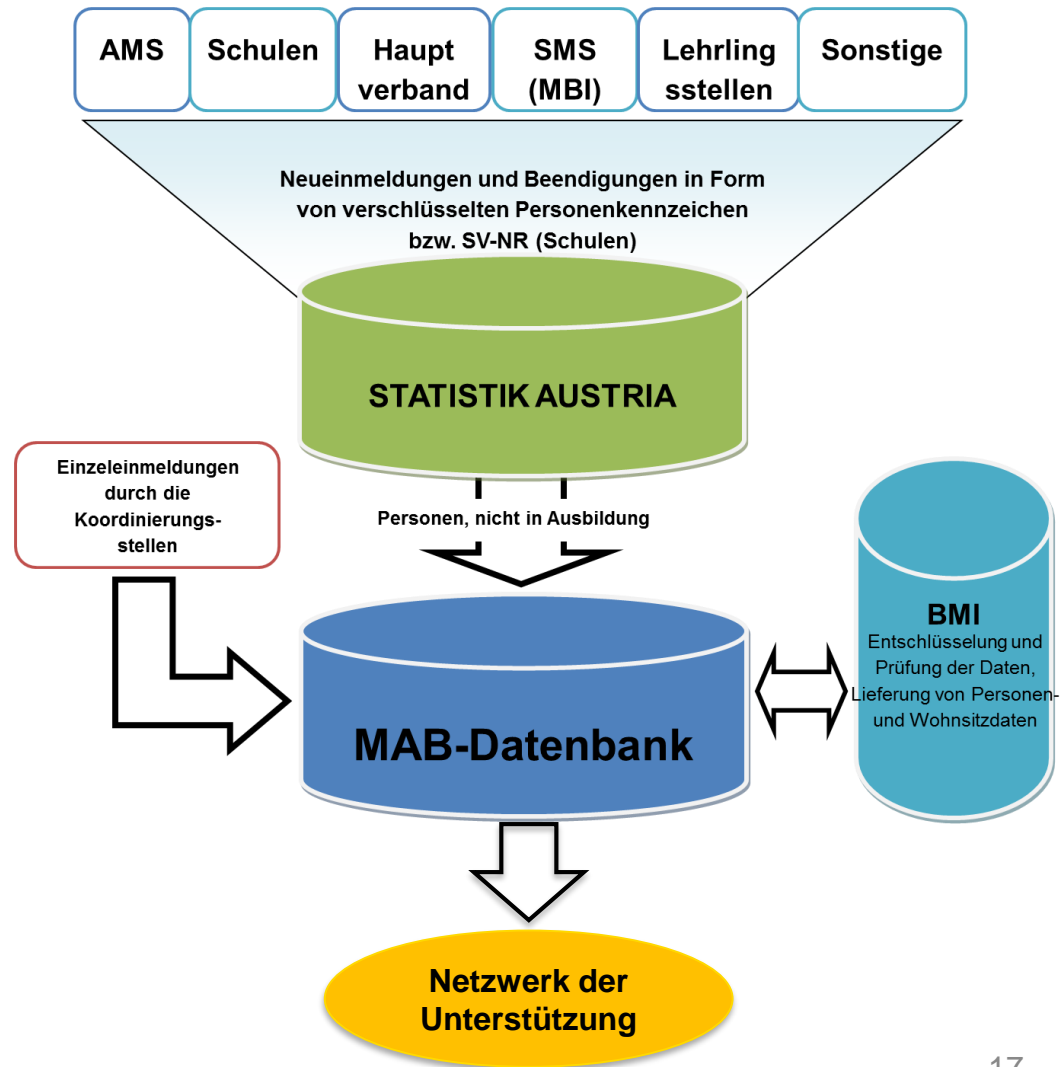 AMS
Schulen
Haupt
verband
SMS
(MBI)
Lehrling
sstellen
Sonstige
Neueinmeldungen und Beendigungen in Form
von verschlüsselten Personenkennzeichen
bzw. SV-NR (Schulen)
STATISTIK AUSTRIA
Einzeleinmeldungen
durch die
Koordinierungs-
stellen
Personen, nicht in Ausbildung
BMI
Entschlüsselung und
Prüfung der Daten,
Lieferung von Personen-
und Wohnsitzdaten
MAB-Datenbank
Netzwerk der
Unterstützung
17